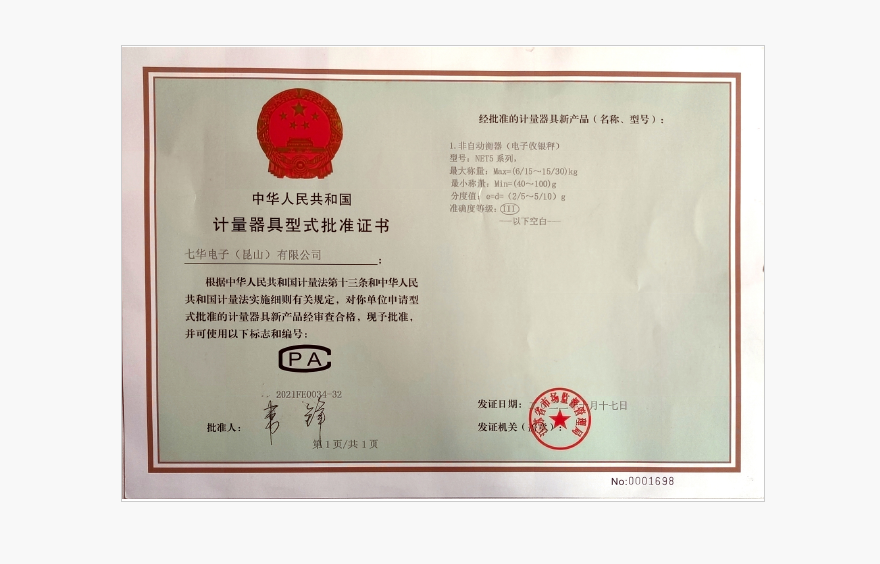 中华人民共和国
计量器具型式批准证书
七华电子（昆山）有限公司：
根据中华人民共和国计量法第十三条和中华人民
共和国计量法实施细则有关规定，对你单位申请型
式批准的计量器具新产品经审查合格，现予批准，
并可使用以下标志和编号：
CPA
2021FE0034-32
批准人：
第1页/共1页
经批准的计量器具新产品（名称、型号）：
1.非自动衡器（电子收银秤）
型号：NET5 系列，
最大称量：Max=(6/15～15/30)kg
最小称量：Min=(40～100)g
分度值：e=d=（2/5～5/10）g
准确度等级：III
——以下空白——
发证日期：月十七日
发证机关
江苏省市场监督管理局
No:0001698